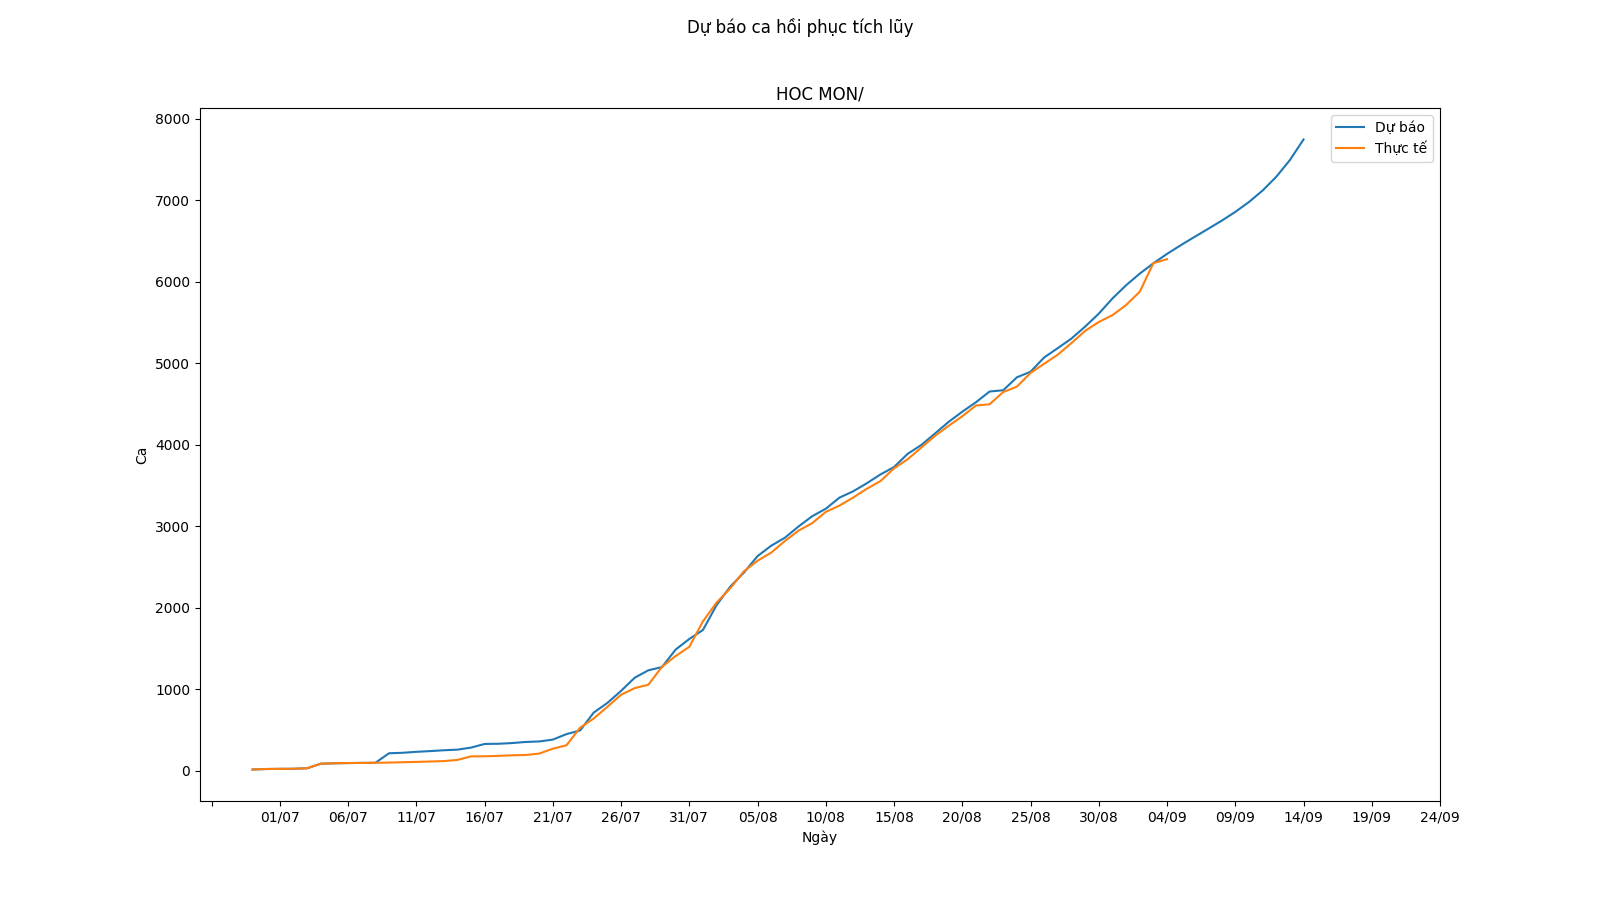 Dự báo ca hồi phục tích lũy
HOC MON/
Dự báo
Thực tế
8000
7000
6000
5000
4000
3000
2000
1000
0
Ca
01/07 06/07 11/07 16/07 21/07 26/07 31/07 05/08 10/08 15/08 20/08 25/08 30/08 04/09 09/09 14/09 19/09 24/09
Ngày